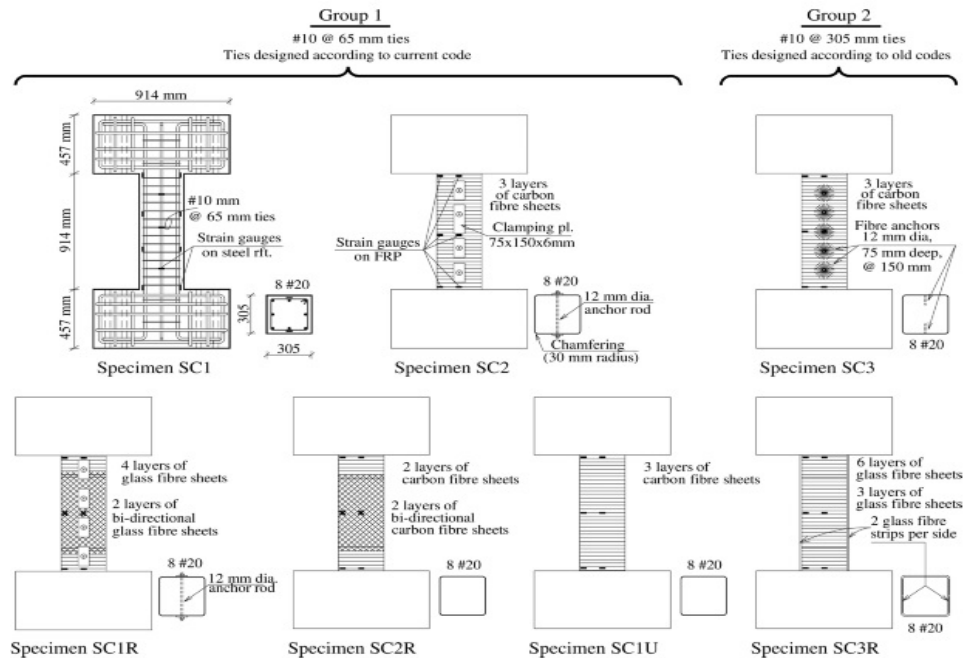 Group 1
#10 @ 65 mm ties
Ties designed according to current code
Group 2
#10 @ 305 mm ties
Ties designed according to old codes
914 mm
457 mm
914 mm
457 mm
#10 mm
@ 65 mm ties
Strain gauges
on steel rft.
8 #20
305
305
Specimen SC1
3 layers
of carbon
fibre sheets
Clamping pl.
75x150x6mm
Strain gauges
on FRP
8 #20
12 mm dia.
anchor rod
Chamfering
(30 mm radius)
Specimen SC2
3 layers
of carbon
fibre sheets
Fibre anchors
12 mm dia,
75 mm deep,
@ 150 mm
8 #20
Specimen SC3
4 layers of
glass fibre sheets
2 layers of
bi-directional
glass fibre sheets
8 #20
12 mm dia.
anchor rod
Specimen SC1R
2 layers of
carbon fibre sheets
2 layers of
bi-directional
carbon fibre sheets
8 #20
Specimen SC2R
3 layers of
carbon fibre sheets
8 #20
Specimen SC1U
6 layers of
glass fibre sheets
3 layers of
glass fibre sheets
2 glass fibre
strips per side
8 #20
Specimen SC3R